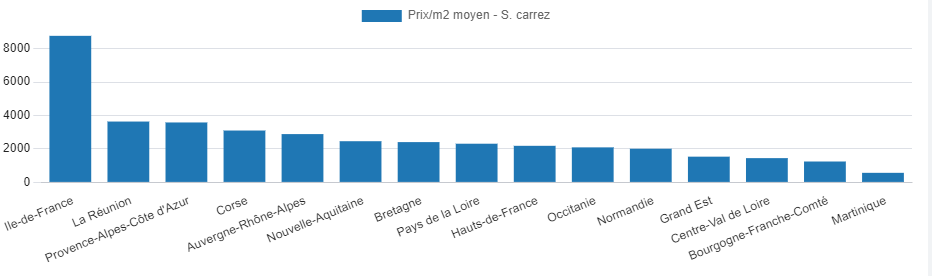 Prix/m2 moyen - S. carrez
8000
6000
4000
2000
0
Ile-de-France
La Réunion
Provence-Alpes-Côte d'Azur
Corse
Auvergne-Rhône-Alpes
Nouvelle-Aquitaine
Bretagne
Pays de la Loire
Hauts-de-France
Occitanie
Normandie
Grand Est
Centre-Val de Loire
Bourgogne-Franche-Comté
Martinique